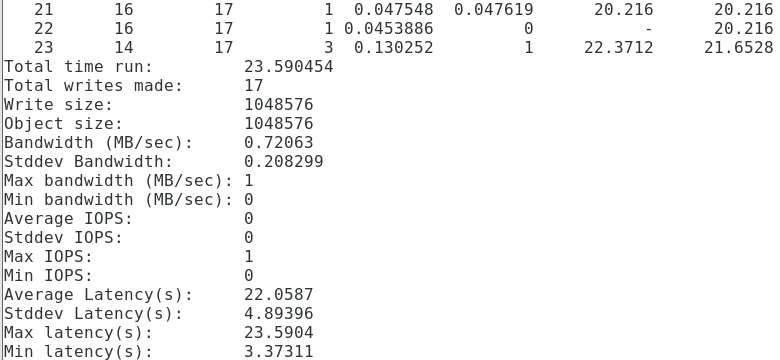 21 16 17 1 0.047548 0.047619 20.216 20.216
22 16 17 1 0.0453886 0 - 20.216
23 14 17 3 0.130252 1 22.3712 21.6528
Total time run: 23.590454
Total writes made: 17
Write size: 1048576
Object size: 1048576
Bandwidth (MB/sec): 0.72063
Stddev Bandwidth: 0.208299
Max bandwidth (MB/sec): 1
Min bandwidth (MB/sec): 0
Average IOPS: 0
Stddev IOPS: 0
Max IOPS: 1
Min IOPS: 0
Average Latency(s): 22.0587
Stddev Latency(s): 4.89396
Max latency(s): 23.5904
Min latency(s): 3.37311